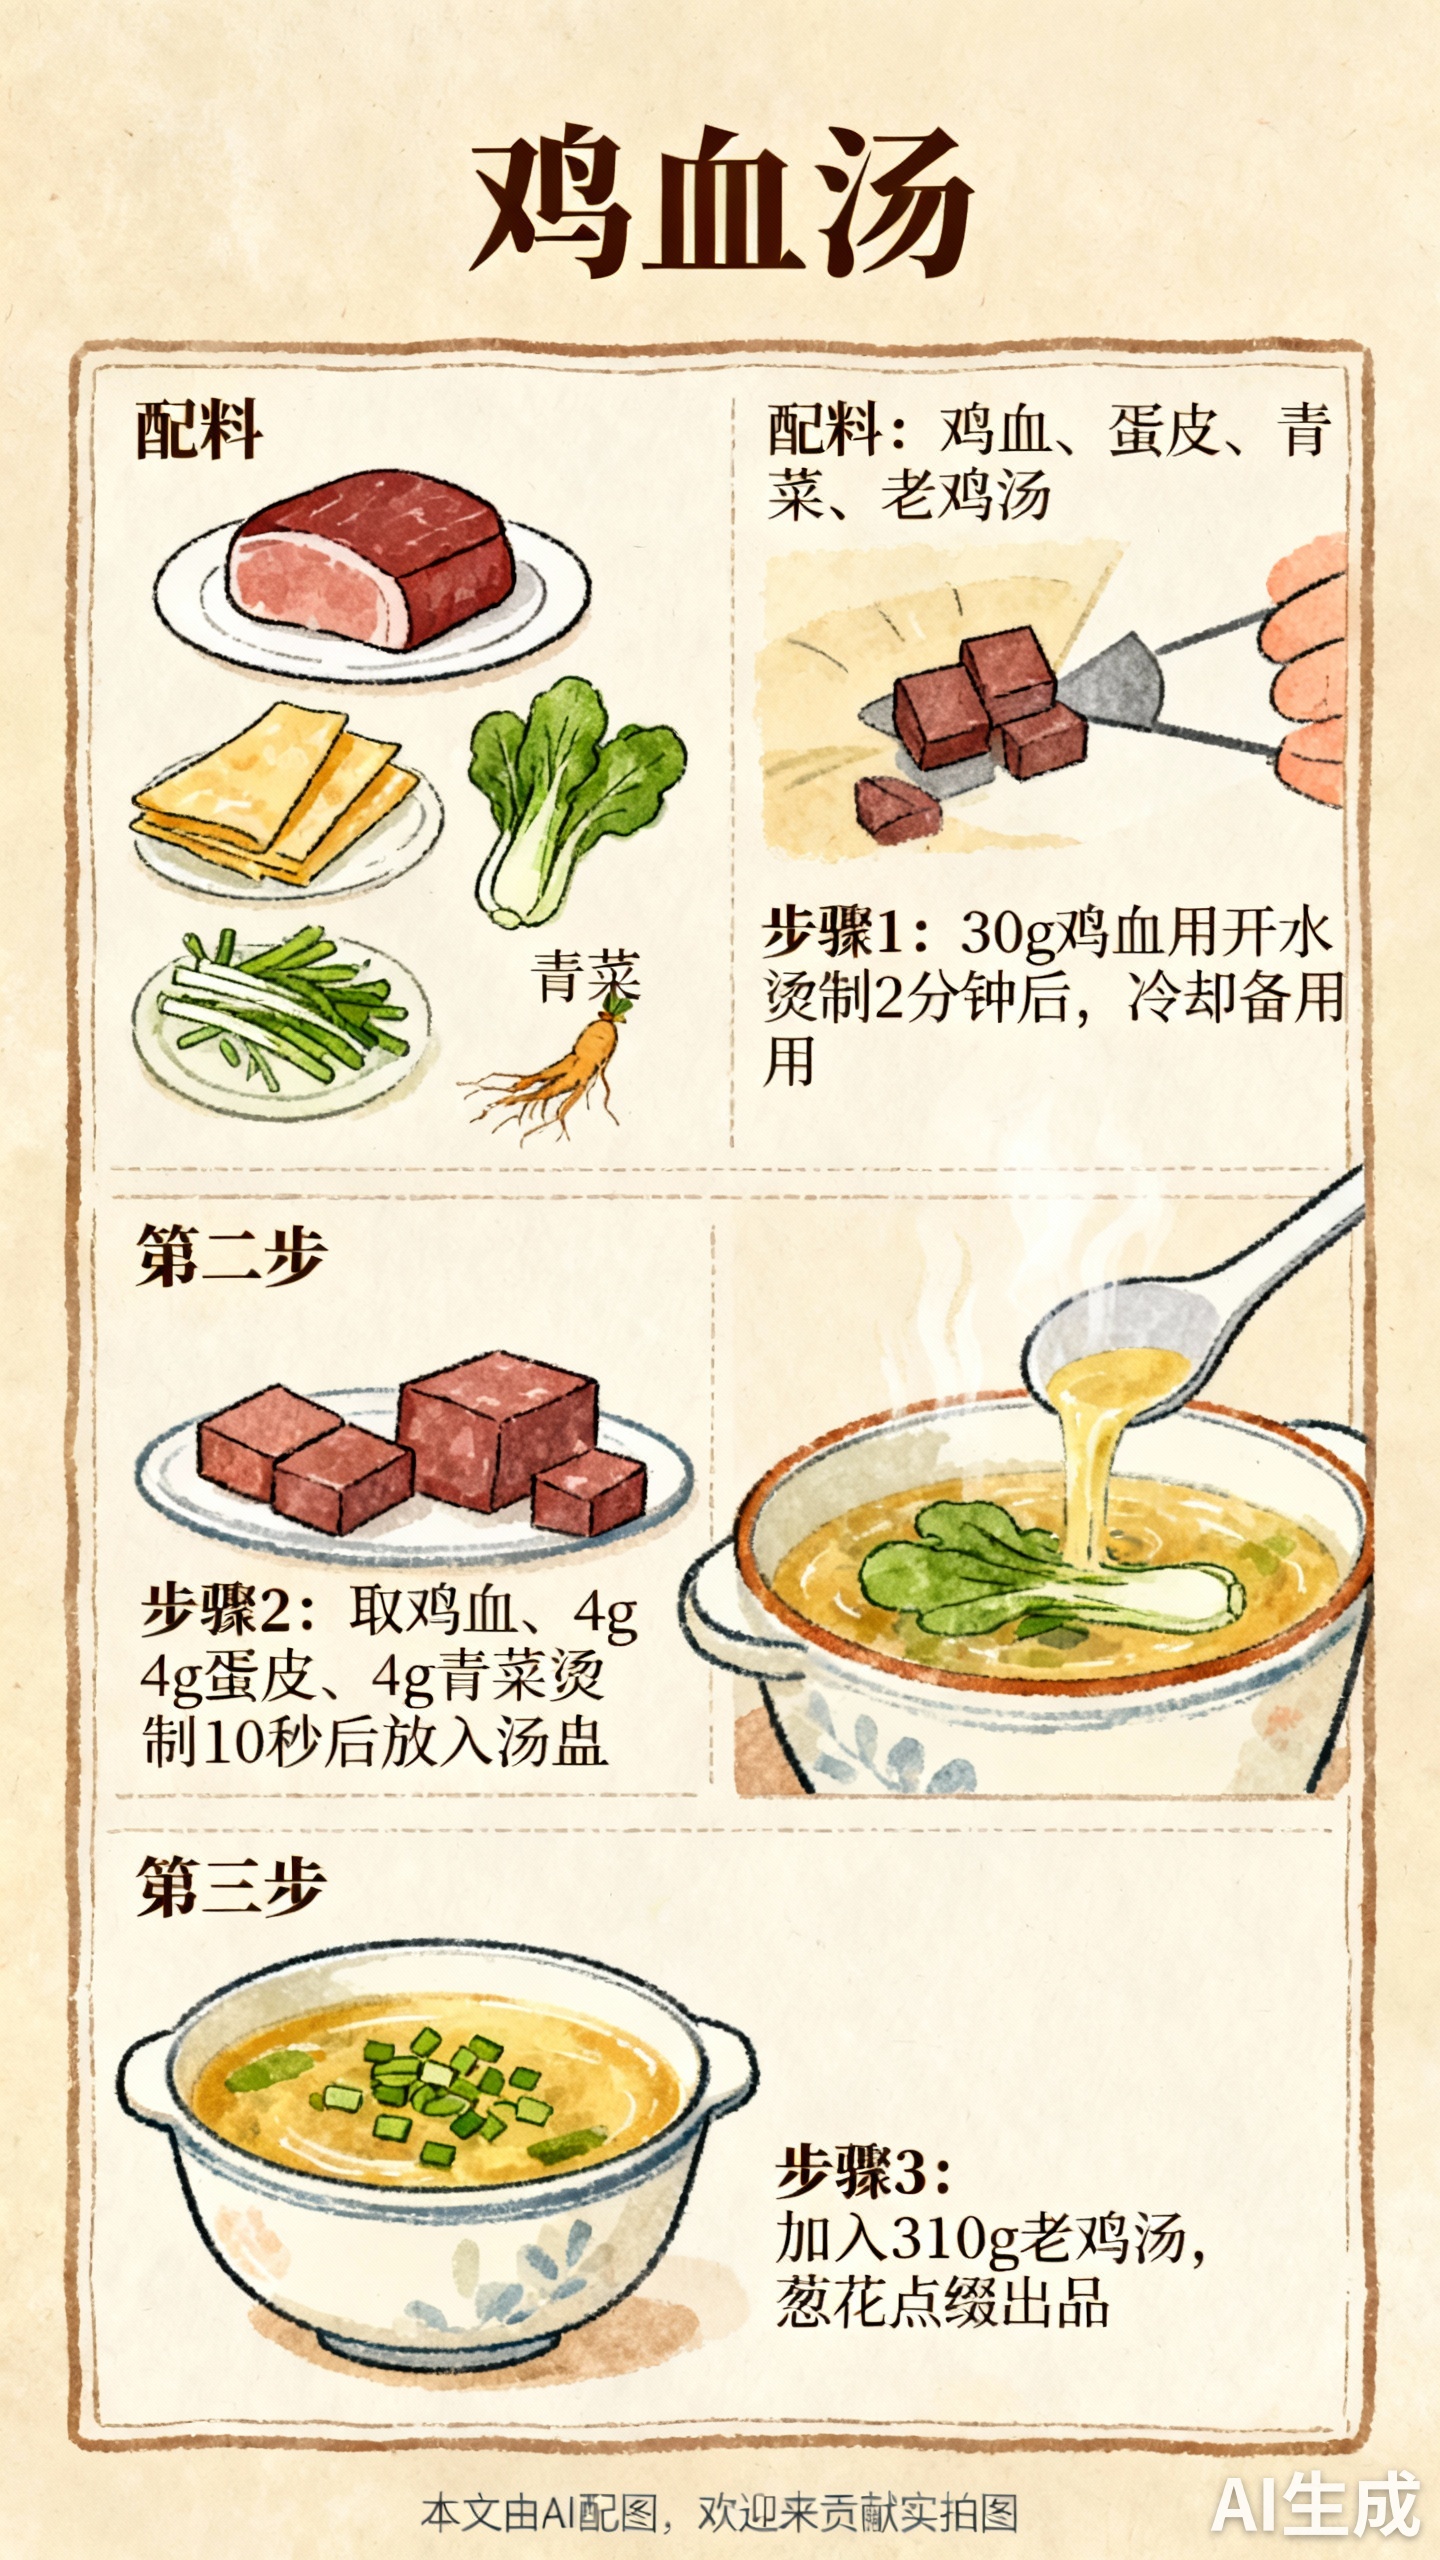 鸡血汤
配料
配料：鸡血、蛋皮、青
菜、老鸡汤
青菜
步骤1：30g鸡血用开水
烫制2分钟后，冷却备用
用
第二步
步骤2：取鸡血、4g
4g蛋皮、4g青菜烫
制10秒后放入汤盅
第三步
步骤3：
加入310g老鸡汤，
葱花点缀出品
本文由AI配图，欢迎来贡献实拍图
AI生成